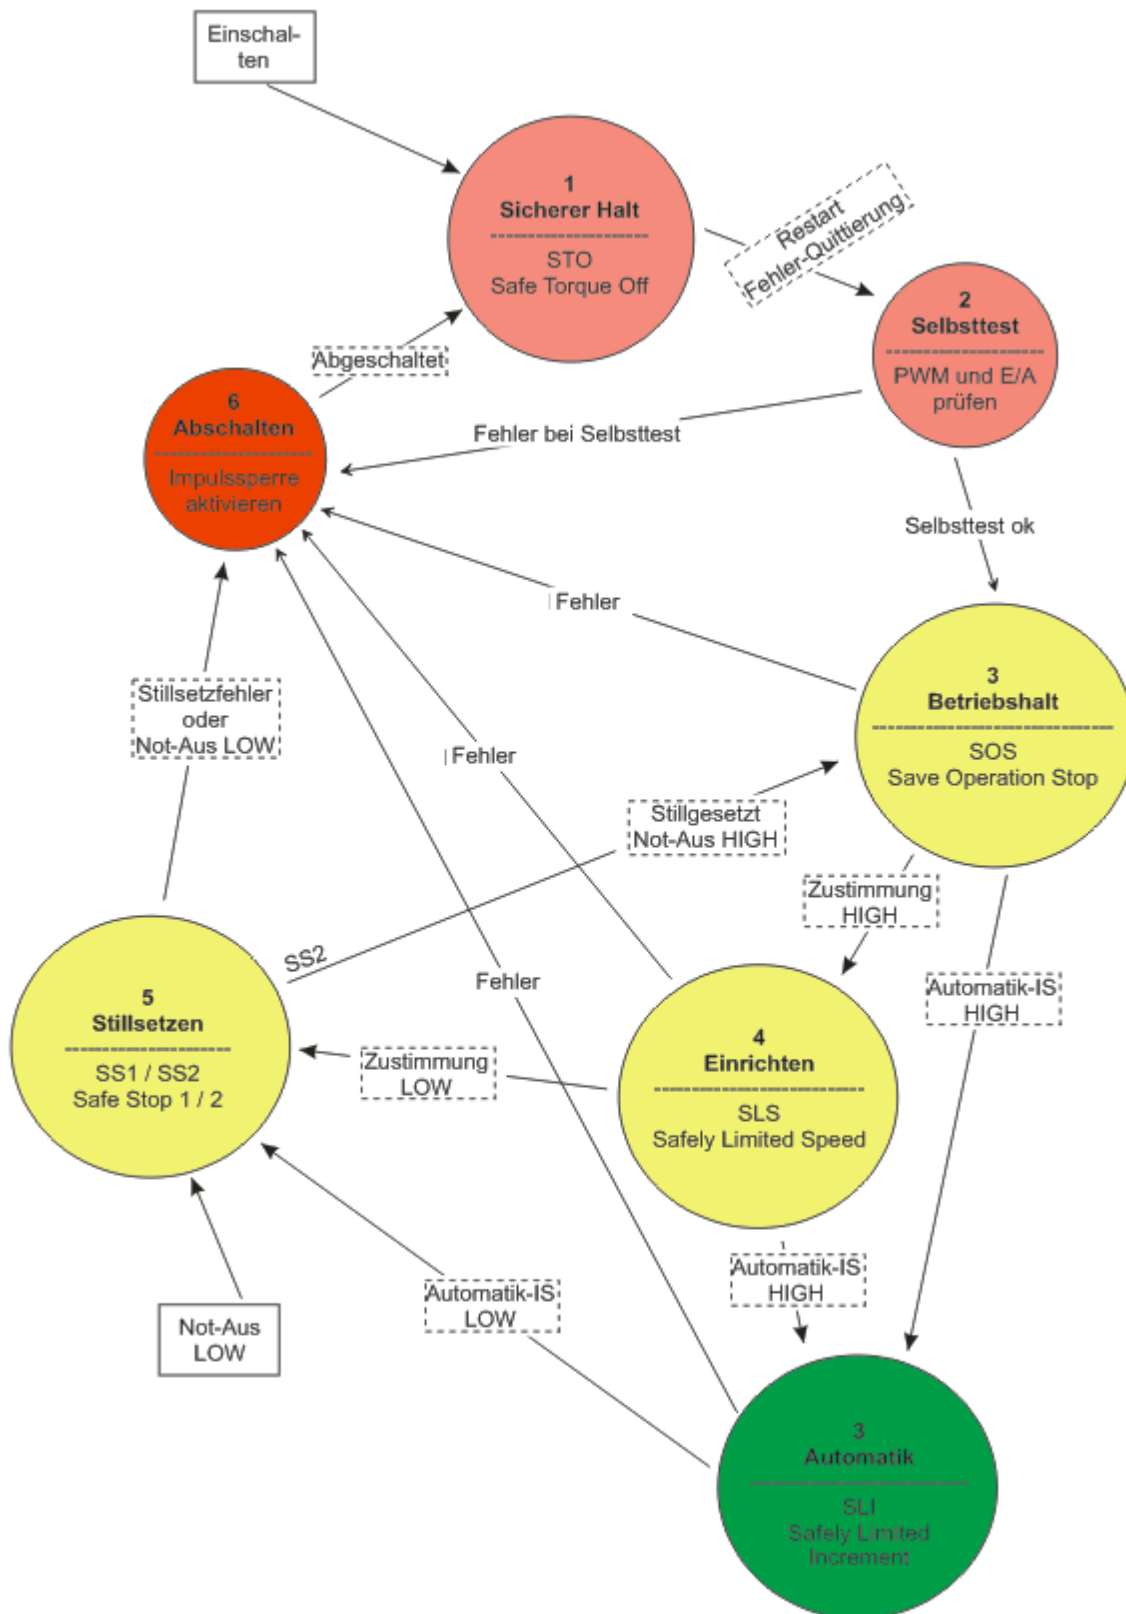 Einschal-
ten
1
Sicherer Halt
STO
Safe Torque Off
Restart
Fehler-Quittierung
2
Selbsttest
PWM und E/A
prüfen
Abgeschaltet
6
Abschalten
Impulssperre
aktivieren
Fehler bei Selbsttest
Selbsttest ok
Fehler
3
Betriebshalt
SOS
Save Operation Stop
Stillsetzfehler
oder
Not-Aus LOW
Fehler
Stillgesetzt
Not-Aus HIGH
Zustimmung
HIGH
SS2
Fehler
Automatik-IS
HIGH
5
Stillsetzen
SS1 / SS2
Safe Stop 1 / 2
Zustimmung
LOW
4
Einrichten
SLS
Safely Limited Speed
Automatik-IS
HIGH
Automatik-IS
LOW
Not-Aus
LOW
3
Automatik
SLI
Safely Limited
Increment